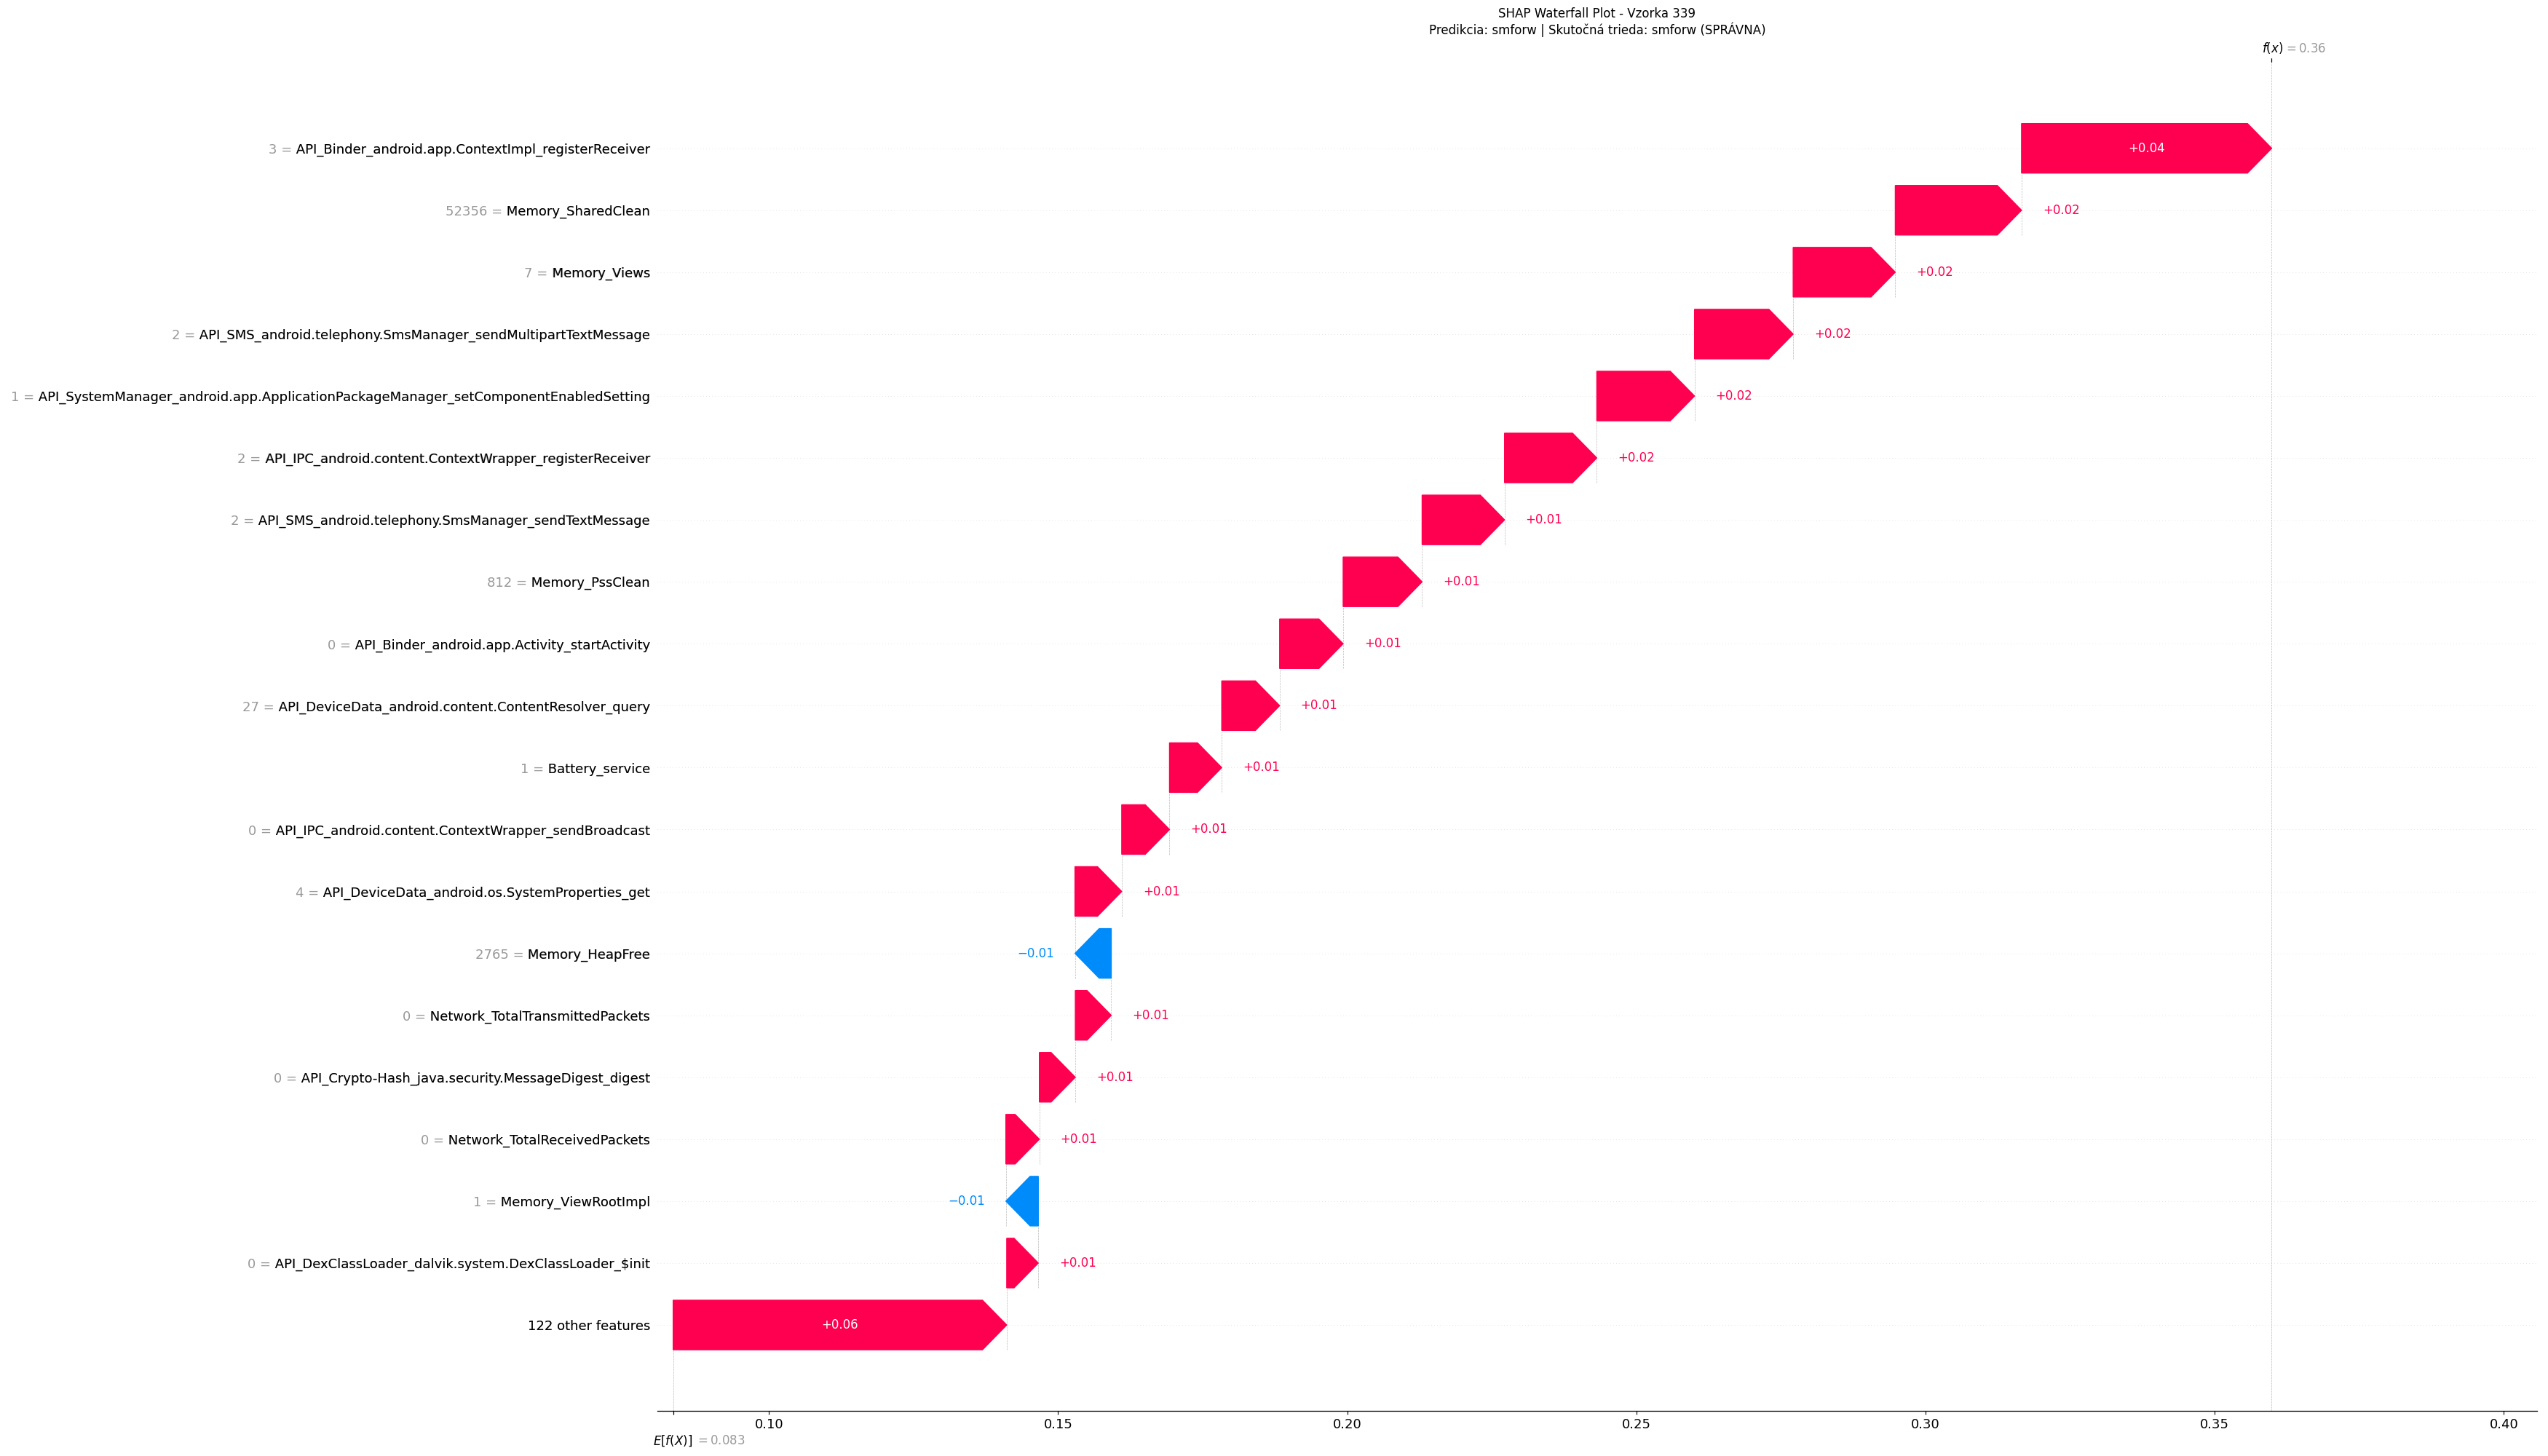 SHAP Waterfall Plot - Vzorka 339
Predikcia: smforw | Skutočná trieda: smforw (SPRÁVNA)
f(x) = 0.36
3 = API_Binder_android.app.ContextImpl_registerReceiver
+0.04
52356 = Memory_SharedClean
+0.02
7 = Memory_Views
+0.02
2 = API_SMS_android.telephony.SmsManager_sendMultipartTextMessage
+0.02
1 = API_SystemManager_android.app.ApplicationPackageManager_setComponentEnabledSetting
+0.02
2 = API_IPC_android.content.ContextWrapper_registerReceiver
+0.02
2 = API_SMS_android.telephony.SmsManager_sendTextMessage
+0.01
812 = Memory_PssClean
+0.01
0 = API_Binder_android.app.Activity_startActivity
+0.01
27 = API_DeviceData_android.content.ContentResolver_query
+0.01
1 = Battery_service
+0.01
0 = API_IPC_android.content.ContextWrapper_sendBroadcast
+0.01
4 = API_DeviceData_android.os.SystemProperties_get
+0.01
2765 = Memory_HeapFree
−0.01
0 = Network_TotalTransmittedPackets
+0.01
0 = API_Crypto-Hash_java.security.MessageDigest_digest
+0.01
0 = Network_TotalReceivedPackets
+0.01
1 = Memory_ViewRootImpl
−0.01
0 = API_DexClassLoader_dalvik.system.DexClassLoader_$init
+0.01
122 other features
+0.06
0.10 0.15 0.20 0.25 0.30 0.35 0.40
E[f(X)] = 0.083